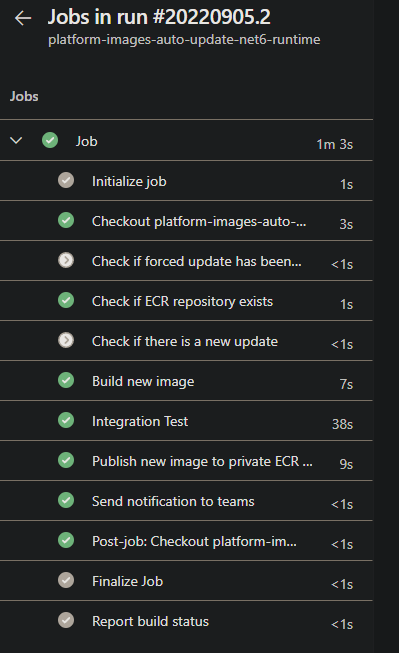 Jobs in run #20220905.2
platform-images-auto-update-net6-runtime
Jobs
Job 1m 3s
Initialize job 1s
Checkout platform-images-auto-... 3s
Check if forced update has been... <1s
Check if ECR repository exists 1s
Check if there is a new update <1s
Build new image 7s
Integration Test 38s
Publish new image to private ECR ... 9s
Send notification to teams <1s
Post-job: Checkout platform-im... <1s
Finalize Job <1s
Report build status <1s